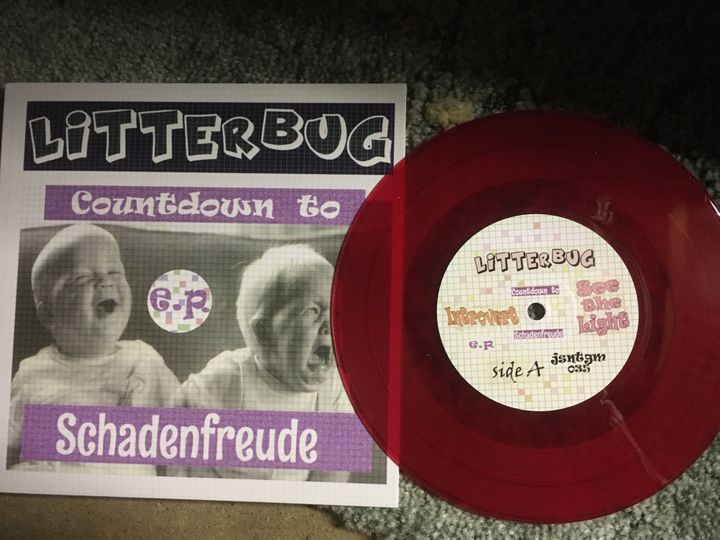 LiTTERBUG
Countdown to
e.p.
Schadenfreude
LiTTERBUG
Countdown to
Introvert
Schadenfreude
See
the
Light
e.p.
side A
jsntgm
035